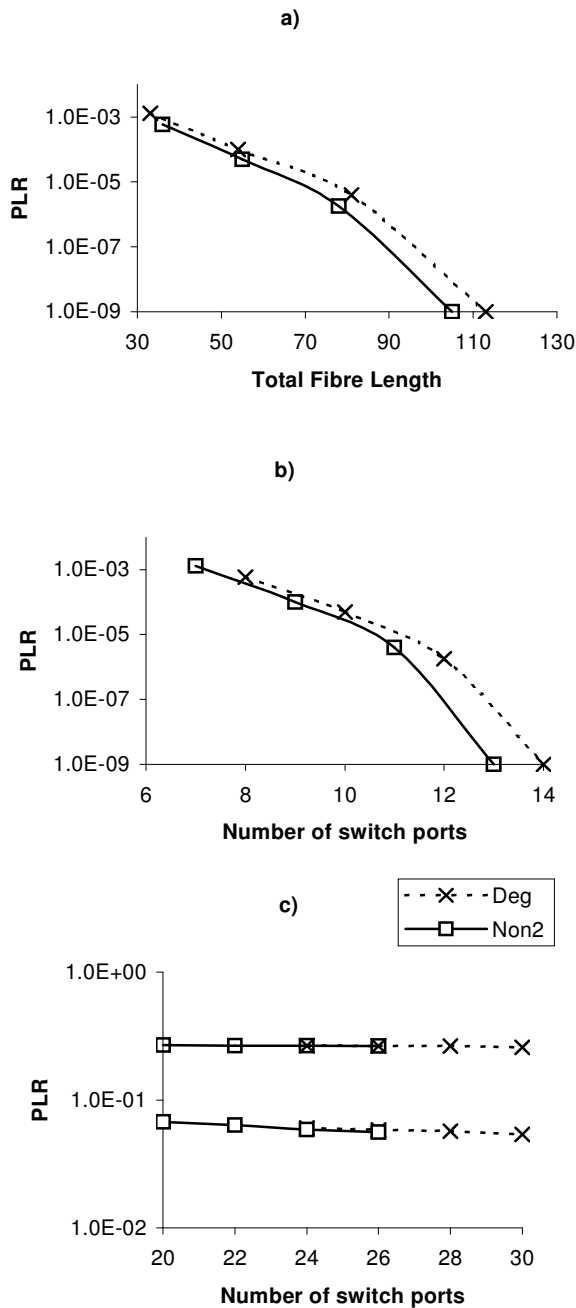 a)
1.0E-03
1.0E-05
1.0E-07
1.0E-09
PLR
30 50 70 90 110 130
Total Fibre Length
b)
1.0E-03
1.0E-05
1.0E-07
1.0E-09
PLR
6 8 10 12 14
Number of switch ports
c)
Deg
Non2
1.0E+00
1.0E-01
1.0E-02
PLR
20 22 24 26 28 30
Number of switch ports